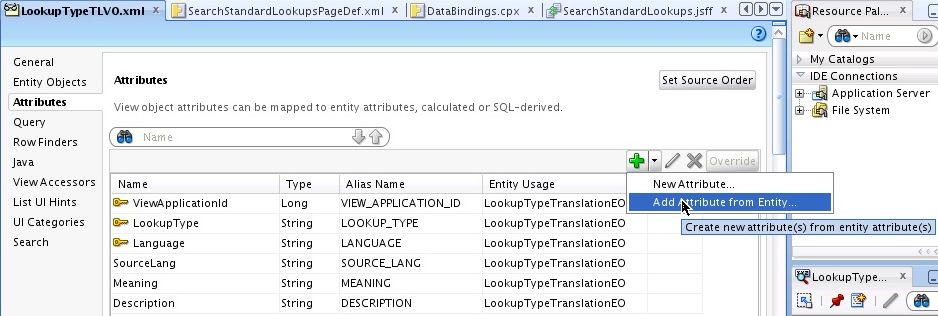 LookupTypeTLVO.xml SearchStandardLookupsPageDef.xml DataBindings.cpx SearchStandardLookups.jsff
Resource Pal...
Name
My Catalogs
IDE Connections
Application Server
File System
General
Entity Objects
Attributes
Query
Row Finders
Java
View Accessors
List UI Hints
UI Categories
Search
Attributes
Set Source Order
View object attributes can be mapped to entity attributes, calculated or SQL-derived.
Name
Override
New Attribute...
Add Attribute from Entity...
Create new attribute(s) from entity attribute(s)
Name Type Alias Name Entity Usage
ViewApplicationId Long VIEW_APPLICATION_ID LookupTypeTranslationEO
LookupType String LOOKUP_TYPE LookupTypeTranslationEO
Language String LANGUAGE LookupTypeTranslationEO
SourceLang String SOURCE_LANG LookupTypeTranslationEO
Meaning String MEANING LookupTypeTranslationEO
Description String DESCRIPTION LookupTypeTranslationEO
LookupType...